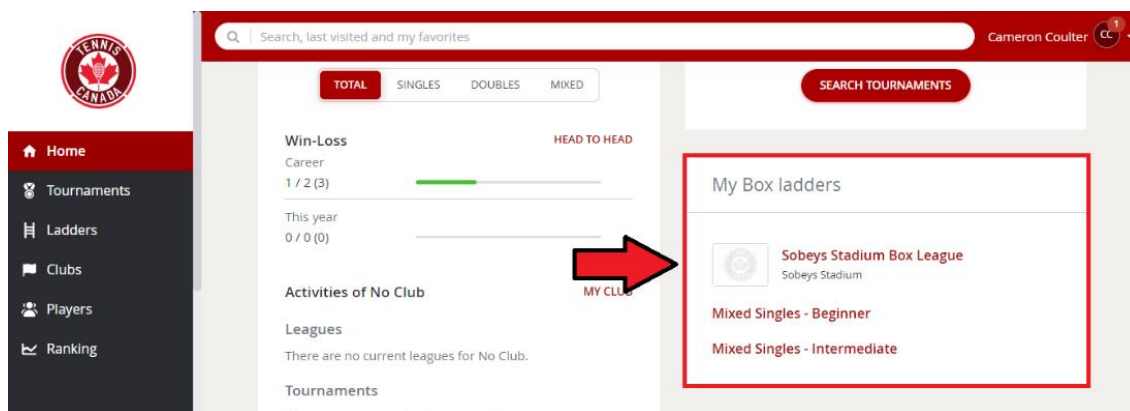 TENNIS
CANADA
Search, last visited and my favorites
Cameron Coulter
CC
1
Home
Tournaments
Ladders
Clubs
Players
Ranking
TOTAL SINGLES DOUBLES MIXED
Win-Loss
HEAD TO HEAD
Career
1 / 2 (3)
This year
0 / 0 (0)
Activities of No Club
MY CLUB
Leagues
There are no current leagues for No Club.
Tournaments
SEARCH TOURNAMENTS
My Box ladders
Sobeys Stadium Box League
Sobeys Stadium
Mixed Singles - Beginner
Mixed Singles - Intermediate